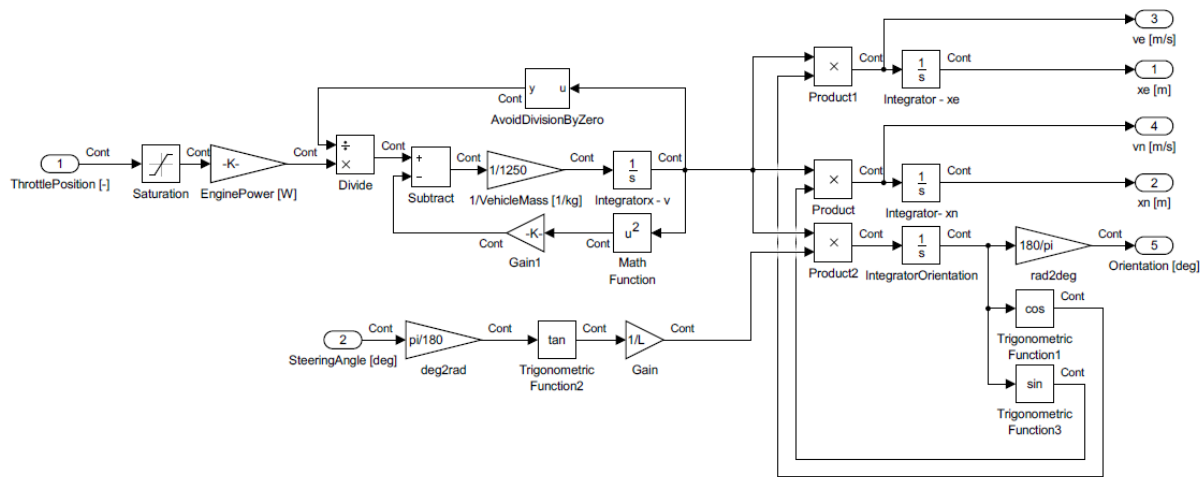 3
Cont
ve [m/s]
×
Cont
1/s
Cont
1
Product1
Integrator - xe
xe [m]
y
u
Cont
AvoidDivisionByZero
Cont
4
vn [m/s]
1
Cont
Cont
-K-
Cont
÷
×
Cont
+
−
Cont
1/1250
Cont
1/s
Cont
×
Cont
1/s
Cont
2
ThrottlePosition [-]
Saturation
EnginePower [W]
Divide
Subtract
1/VehicleMass [1/kg]
Integratorx - v
Product
Integrator- xn
xn [m]
Cont
-K-
Cont
u²
×
Cont
1/s
Cont
180/pi
Cont
5
Gain1
Math
Function
Product2
IntegratorOrientation
rad2deg
Orientation [deg]
cos
Cont
2
Cont
pi/180
Cont
tan
Cont
1/L
Cont
Trigonometric
Function1
SteeringAngle [deg]
deg2rad
Trigonometric
Function2
Gain
sin
Cont
Trigonometric
Function3